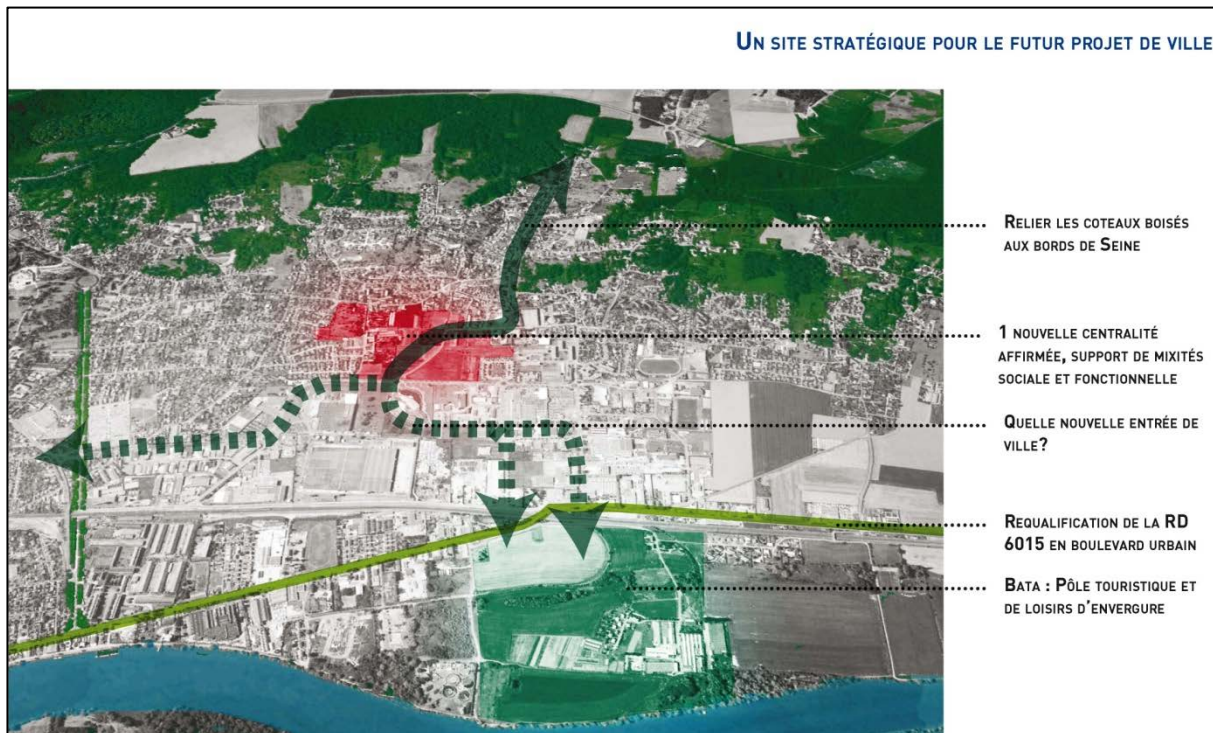 UN SITE STRATÉGIQUE POUR LE FUTUR PROJET DE VILLE
RELIER LES COTEAUX BOISÉS
AUX BORDS DE SEINE
1 NOUVELLE CENTRALITÉ
AFFIRMÉE, SUPPORT DE MIXITÉS
SOCIALE ET FONCTIONNELLE
QUELLE NOUVELLE ENTRÉE DE
VILLE?
REQUALIFICATION DE LA RD
6015 EN BOULEVARD URBAIN
BATA : PÔLE TOURISTIQUE ET
DE LOISIRS D'ENVERGURE